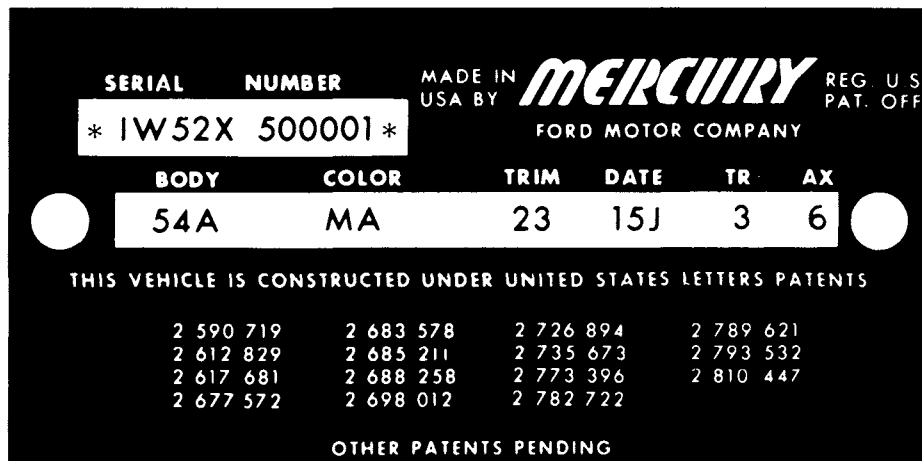 SERIAL NUMBER
MADE IN
USA BY
MERCURY
REG. U.S
PAT. OFF
* 1W52X 500001 *
FORD MOTOR COMPANY
BODY COLOR TRIM DATE TR AX
54A MA 23 15J 3 6
THIS VEHICLE IS CONSTRUCTED UNDER UNITED STATES LETTERS PATENTS
2 590 719 2 683 578 2 726 894 2 789 621
2 612 829 2 685 211 2 735 673 2 793 532
2 617 681 2 688 258 2 773 396 2 810 447
2 677 572 2 698 012 2 782 722
OTHER PATENTS PENDING